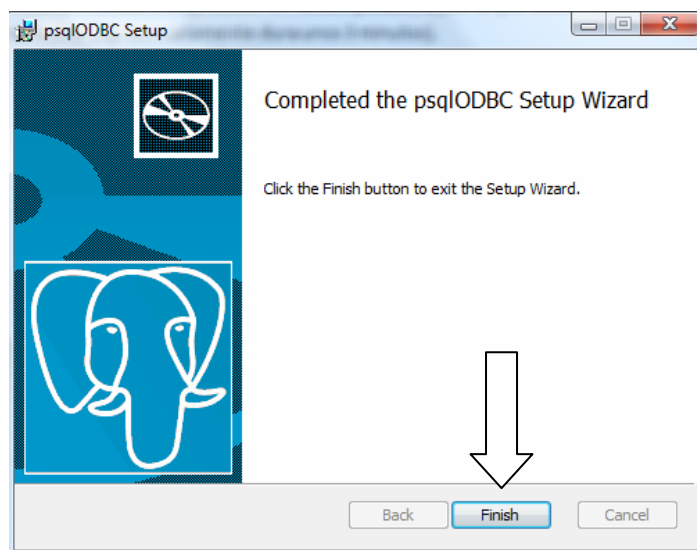 psqlODBC Setup
Completed the psqlODBC Setup Wizard
Click the Finish button to exit the Setup Wizard.
Back
Finish
Cancel